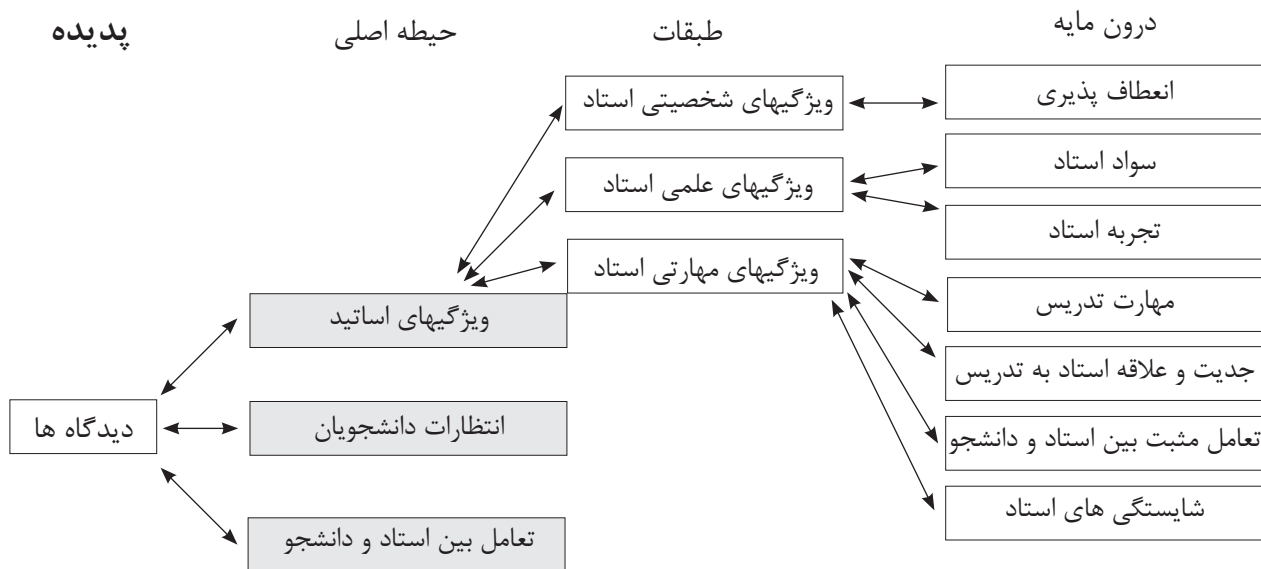 درون مایه
طبقات
حیطه اصلی
پدیده
انعطاف پذیری
ویژگیهای شخصیتی استاد
سواد استاد
ویژگیهای علمی استاد
تجربه استاد
ویژگیهای مهارتی استاد
مهارت تدریس
ویژگیهای اساتید
جدیت و علاقه استاد به تدریس
تعامل مثبت بین استاد و دانشجو
انتظارات دانشجویان
دیدگاه ها
شایستگی های استاد
تعامل بین استاد و دانشجو